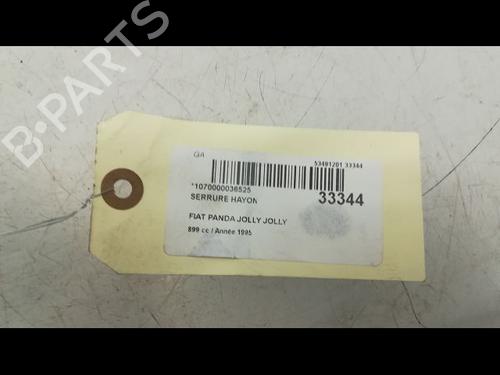 B-PARTS
GA
53491201 33344
*1070000036525
SERRURE HAYON
33344
FIAT PANDA JOLLY JOLLY
899 cc / Année 1995